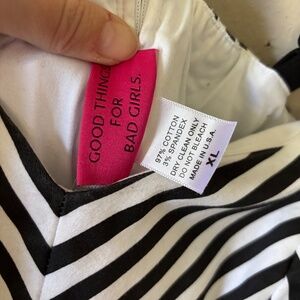 GOOD THINGS
FOR
BAD GIRLS.
97% COTTON
3% SPANDEX
DRY CLEAN ONLY
DO NOT BLEACH
MADE IN U.S.A.
XL